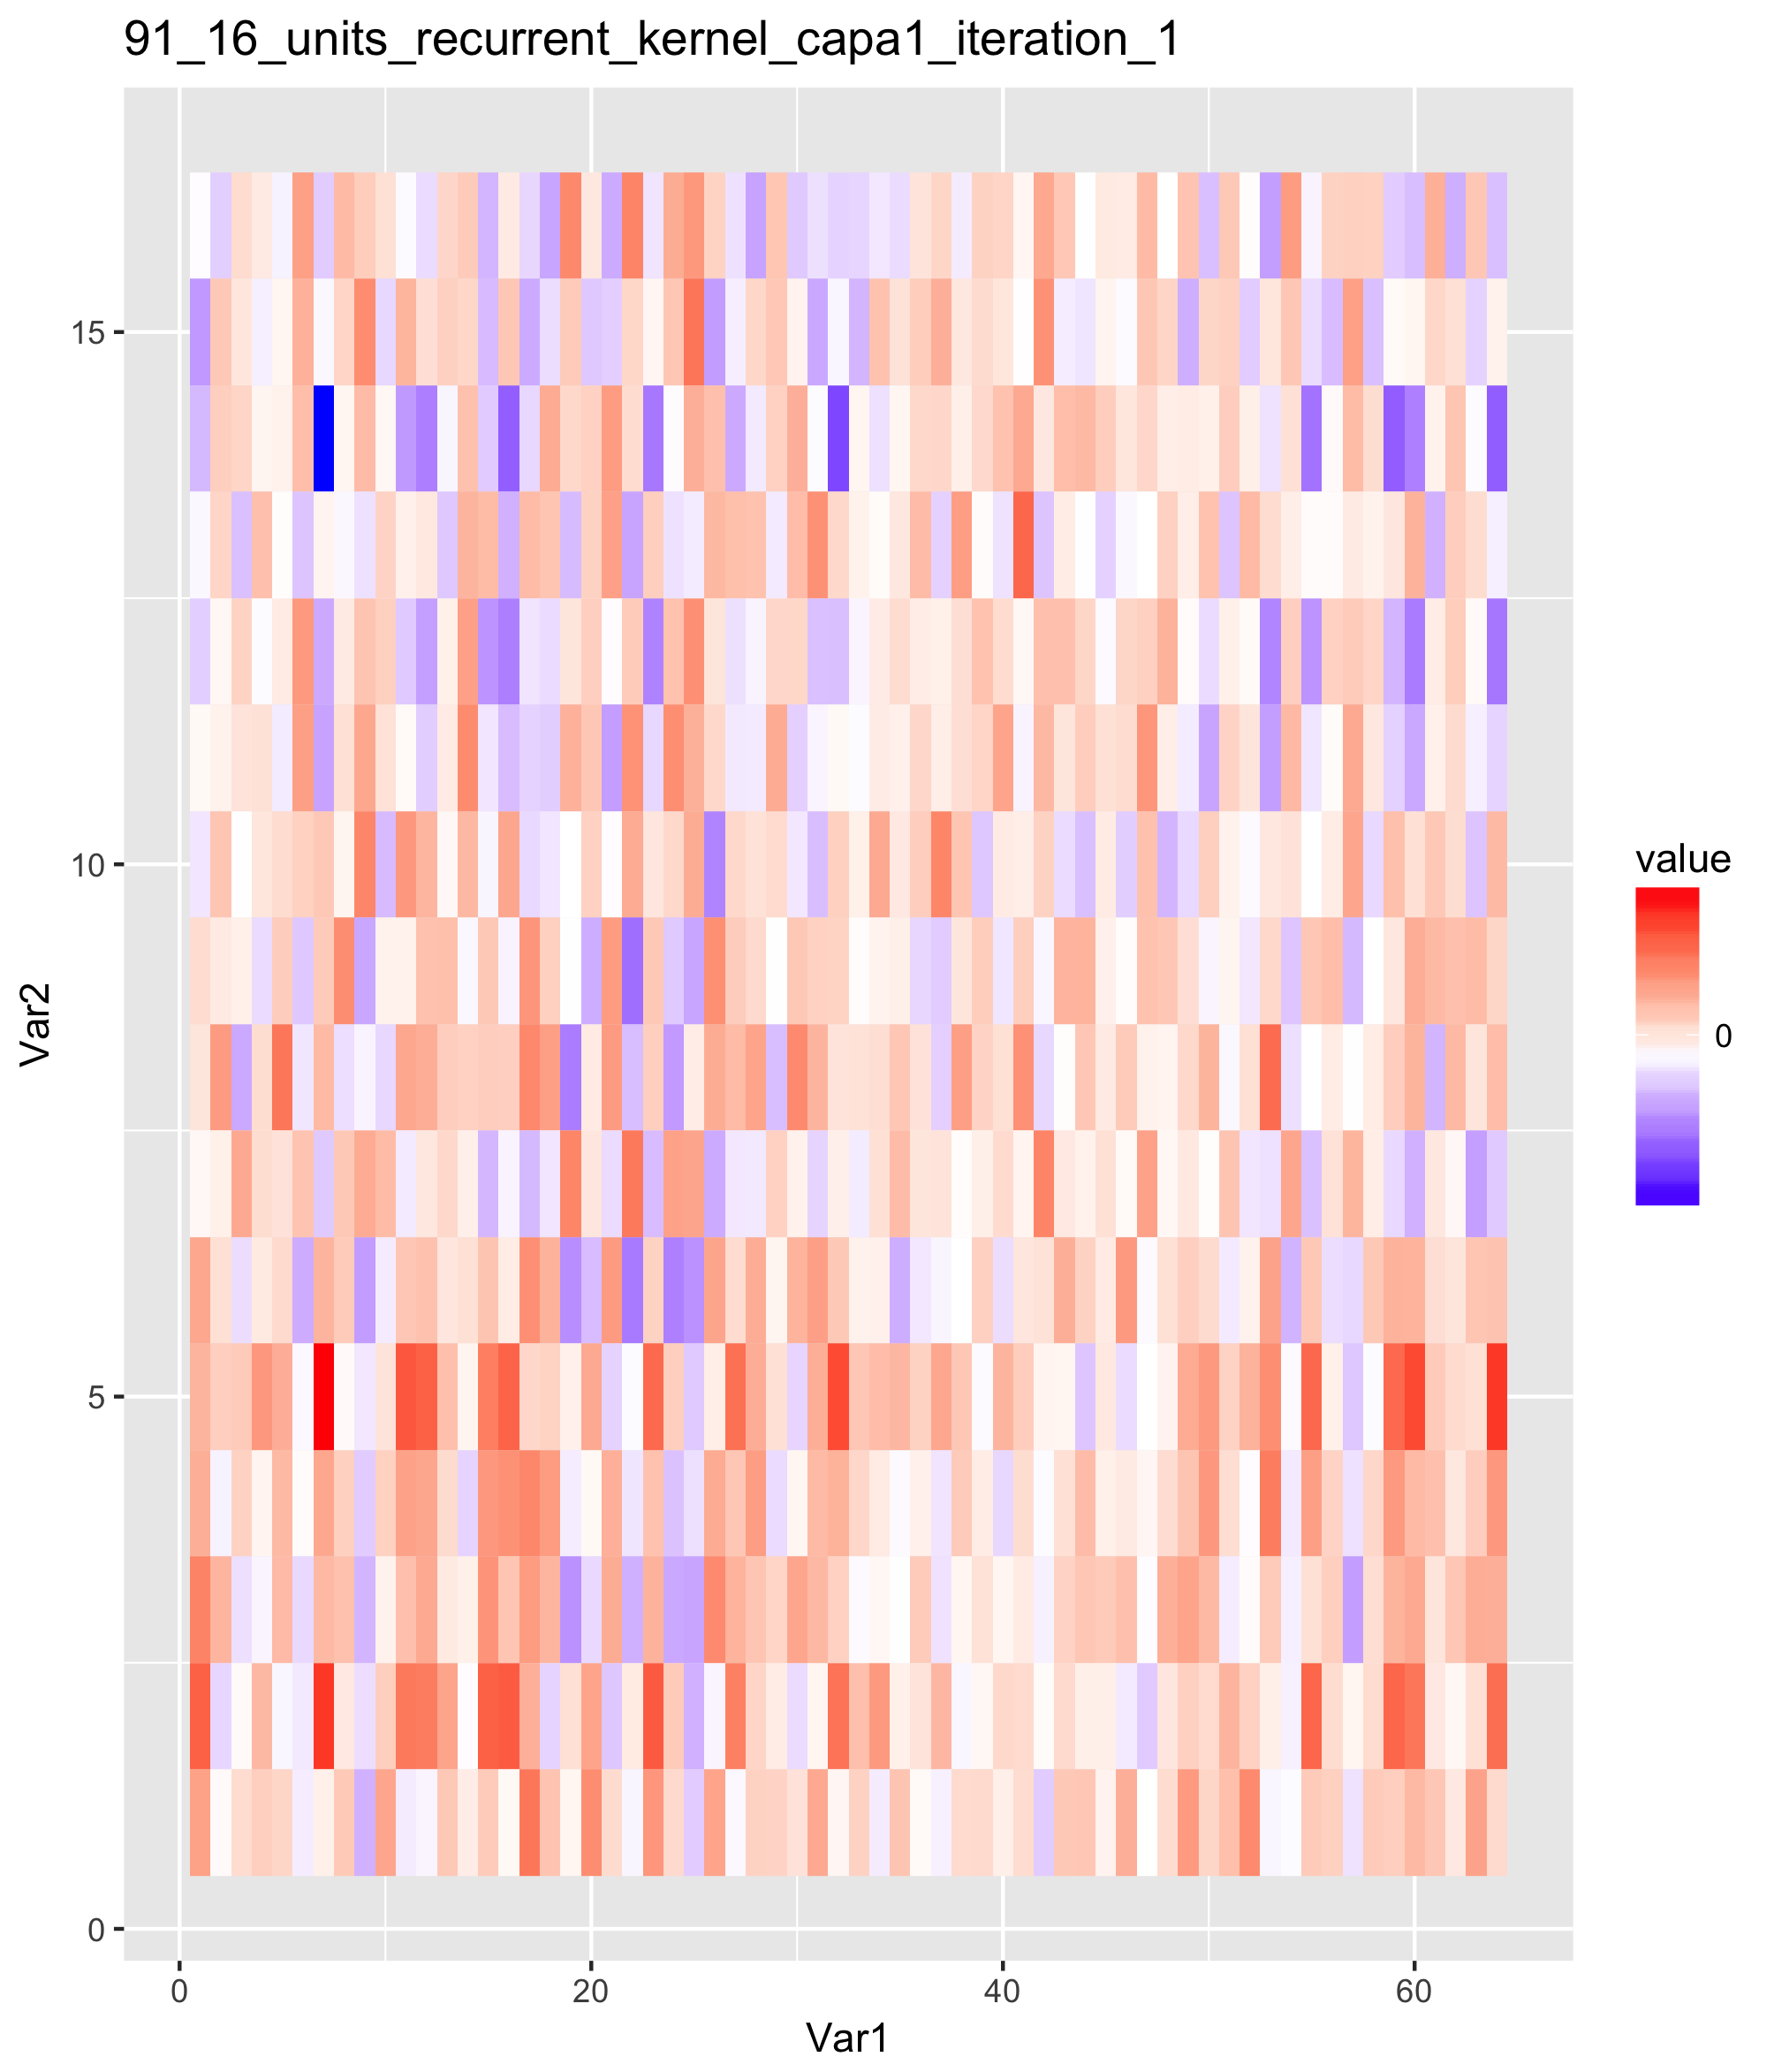 91_16_units_recurrent_kernel_capa1_iteration_1
15
10
5
0
Var2
0
20
40
60
Var1
value
0